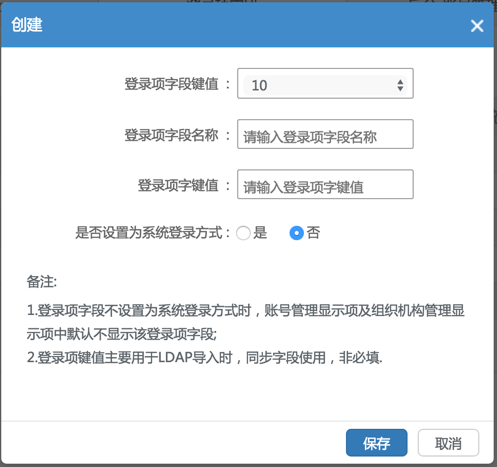 创建
登录项字段键值：
10
登录项字段名称：
请输入登录项字段名称
登录项字键值：
请输入登录项字键值
是否设置为系统登录方式：
是
否
备注:
1.登录项字段不设置为系统登录方式时，账号管理显示项及组织机构管理显
示项中默认不显示该登录项字段;
2.登录项键值主要用于LDAP导入时，同步字段使用，非必填.
保存
取消